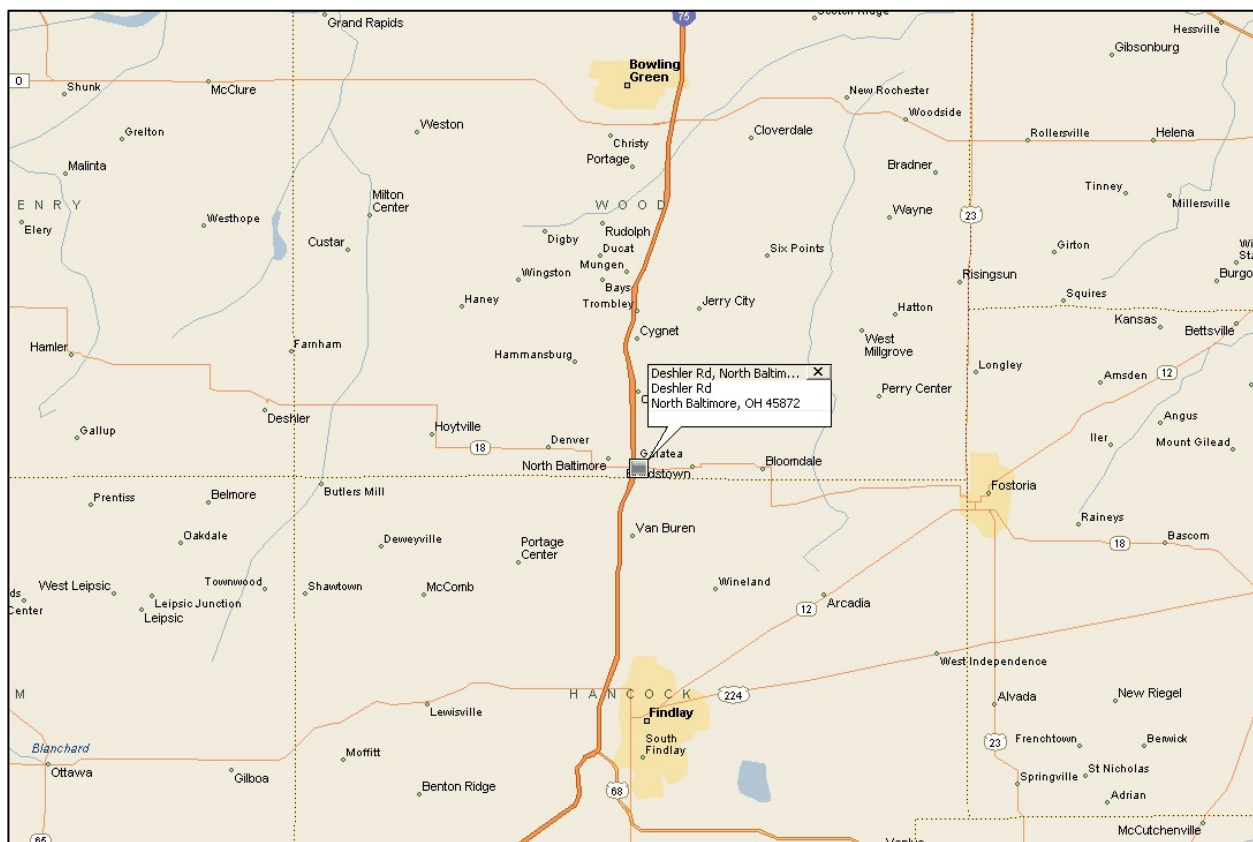 Grand Rapids
75
Scotch Ridge
Hessville
Gibsonburg
Bowling
Green
0
Shunk
McClure
New Rochester
Woodside
Grelton
Weston
Christy
Cloverdale
Rollersville
Helena
Malinta
Portage
Bradner
Tinney
Millersville
ENRY
WOOD
Milton
Center
Elery
Westhope
Wayne
23
Rudolph
Digby
Ducat
Custar
Six Points
Girton
Mungen
Wingston
Risingsun
Burgo
Bays
Haney
Trombley
Jerry City
Squires
Hatton
Cygnet
Kansas
Bettsville
Hamler
Farnham
Hammansburg
West
Millgrove
Longley
12
Amsden
Deshler Rd, North Baltim...
Deshler Rd
North Baltimore, OH 45872
Perry Center
Deshler
Angus
Gallup
Hoytville
18
Denver
Iler
Mount Gilead
Galatea
North Baltimore
Bloomdale
Prentiss
Belmore
Butlers Mill
Fostoria
Van Buren
Raineys
Oakdale
Deweyville
Portage
Center
18
Bascom
West Leipsic
Townwood
Shawtown
McComb
Wineland
ds
Center
Leipsic Junction
Leipsic
12
Arcadia
West Independence
M
HANCOCK
224
Alvada
New Riegel
Lewisville
Findlay
South
Findlay
Blanchard
Moffitt
23
Frenchtown
Berwick
Ottawa
Gilboa
St Nicholas
Springville
Benton Ridge
68
Adrian
McCutchenville
65